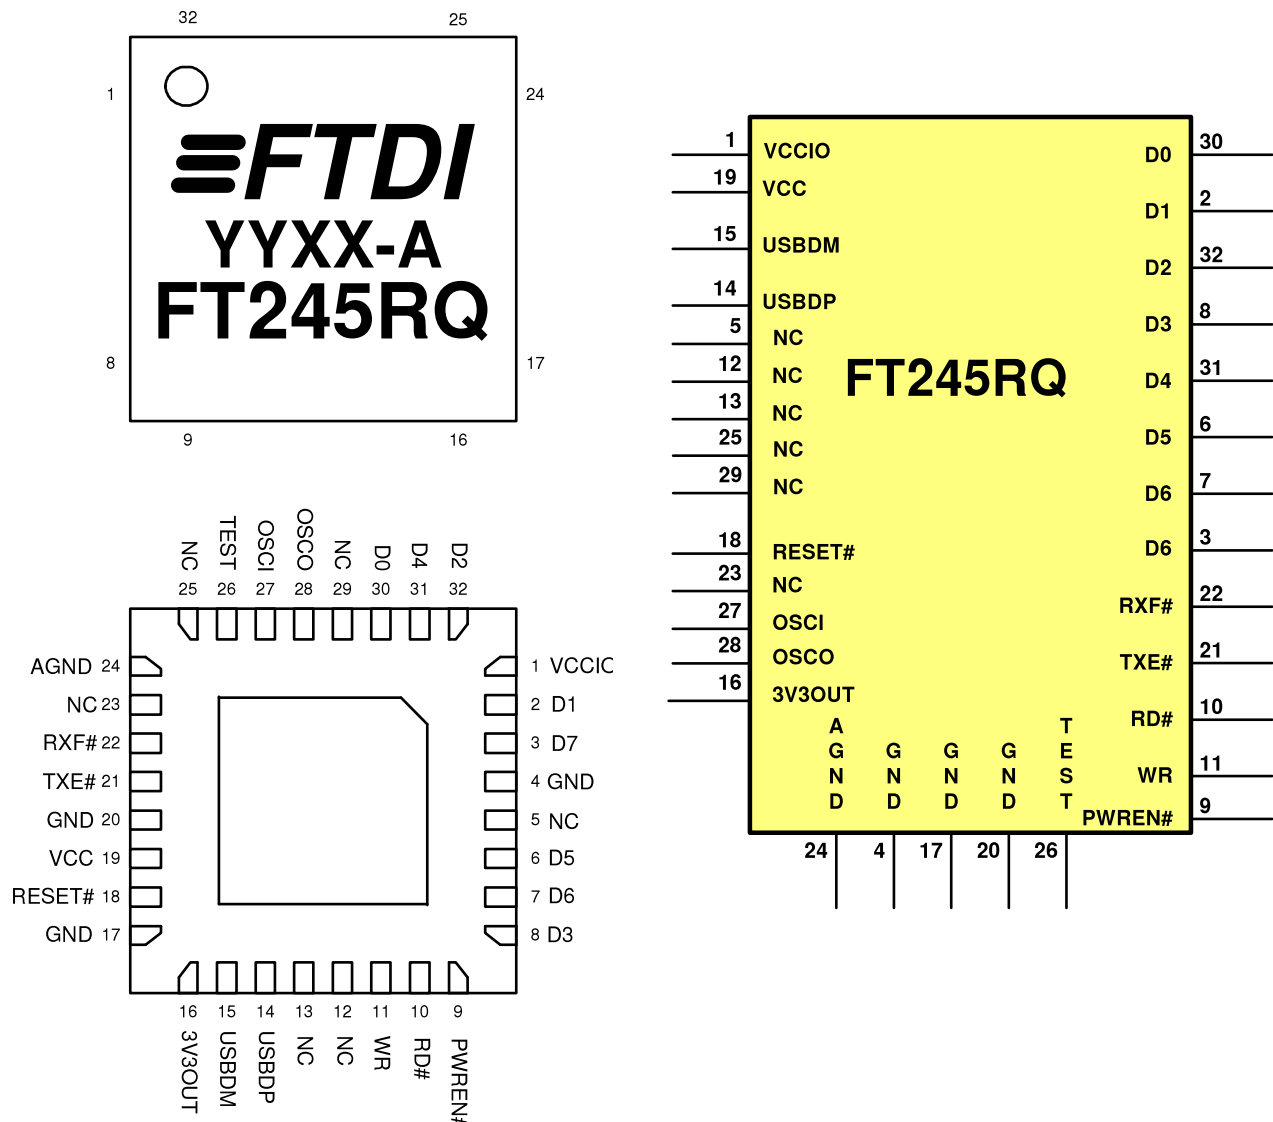 32 25
1 24
FTDI
YYXX-A
FT245RQ
8 17
9 16
NC TEST OSCI OSCO NC D0 D4 D2
25 26 27 28 29 30 31 32
AGND 24 1 VCCIC
NC 23 2 D1
RXF# 22 3 D7
TXE# 21 4 GND
GND 20 5 NC
VCC 19 6 D5
RESET# 18 7 D6
GND 17 8 D3
16 15 14 13 12 11 10 9
3V3OUT USBDM USBDP NC NC WR RD# PWREN#
1 VCCIO
19 VCC
15 USBDM
14 USBDP
5 NC
12 NC
13 NC
25 NC
29 NC
18 RESET#
23 NC
27 OSCI
28 OSCO
16 3V3OUT
FT245RQ
D0 30
D1 2
D2 32
D3 8
D4 31
D5 6
D6 7
D6 3
RXF# 22
TXE# 21
RD# 10
WR 11
PWREN# 9
AGND GND GND GND TEST
24 4 17 20 26